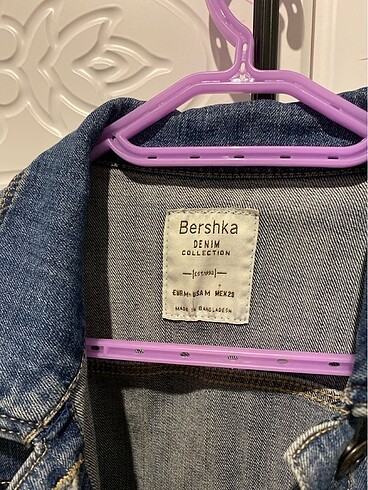 Bershka
DENIM
COLLECTION
EUR M USA M MEX 28
MADE IN BANGLADESH